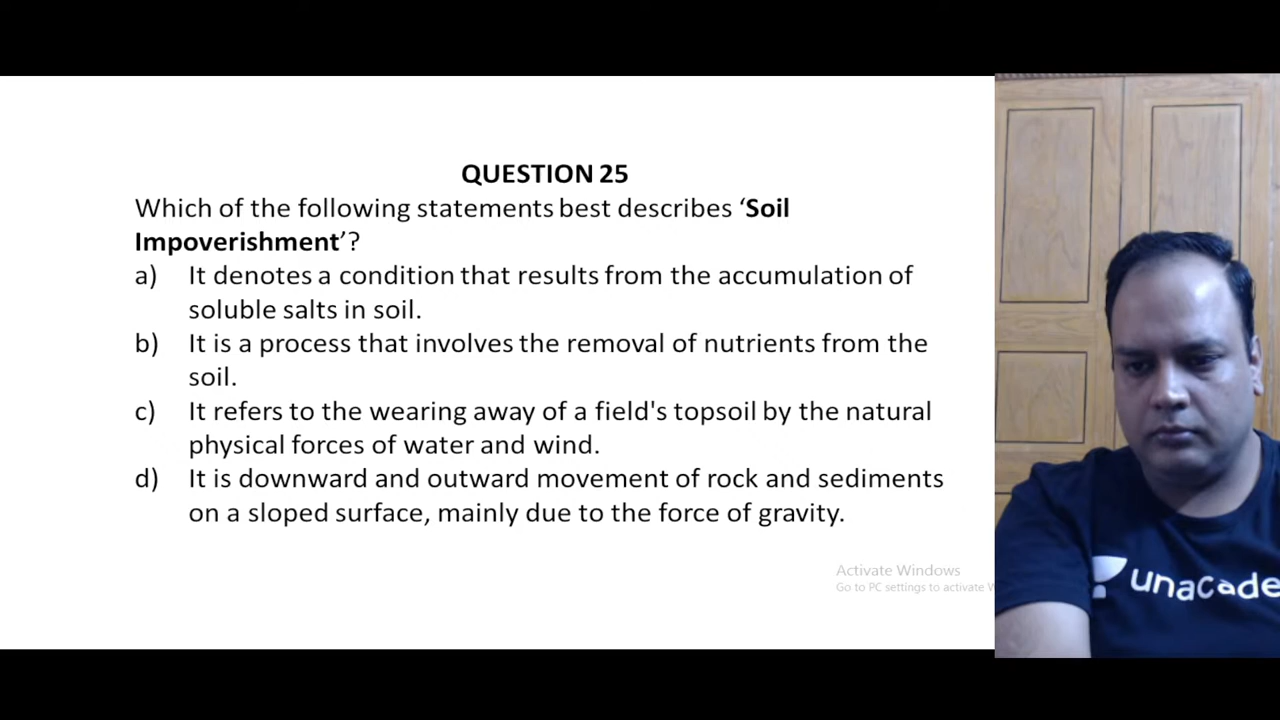 QUESTION 25
Which of the following statements best describes ‘Soil
Impoverishment’?
a) It denotes a condition that results from the accumulation of
soluble salts in soil.
b) It is a process that involves the removal of nutrients from the
soil.
c) It refers to the wearing away of a field's topsoil by the natural
physical forces of water and wind.
d) It is downward and outward movement of rock and sediments
on a sloped surface, mainly due to the force of gravity.
Activate Windows
Go to PC settings to activate W
unacade